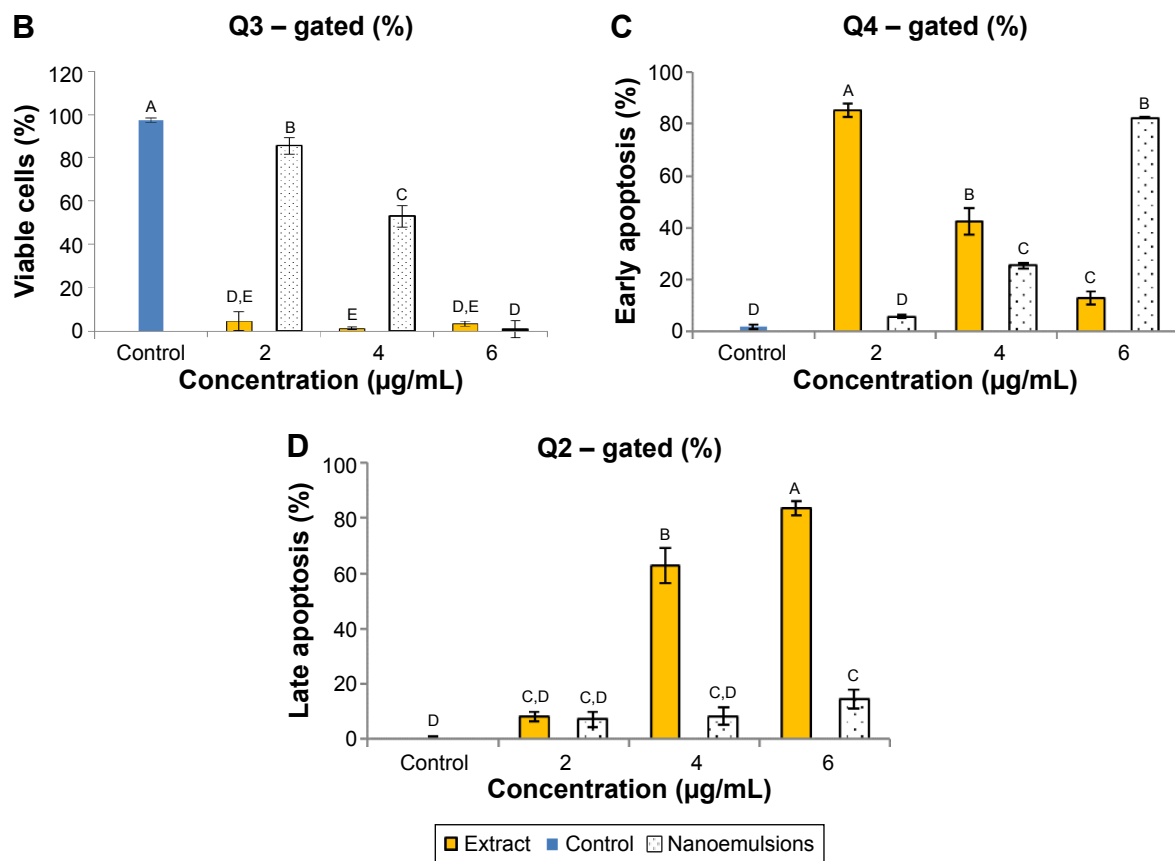 B
Q3 – gated (%)
120
100
80
60
40
20
0
Viable cells (%)
A
D,E
B
E
C
D,E
D
Control
2
4
6
Concentration (µg/mL)
C
Q4 – gated (%)
100
80
60
40
20
0
Early apoptosis (%)
D
A
D
B
C
C
B
Control
2
4
6
Concentration (µg/mL)
D
Q2 – gated (%)
100
80
60
40
20
0
Late apoptosis (%)
D
C,D
C,D
B
C,D
A
C
Control
2
4
6
Concentration (µg/mL)
Extract Control Nanoemulsions